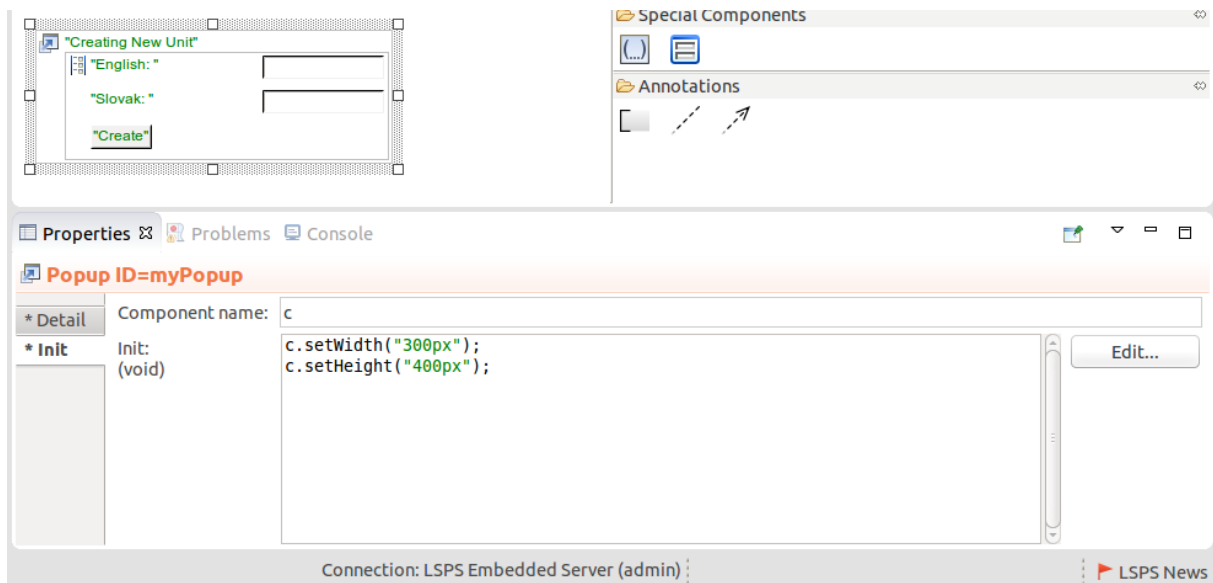 Special Components
"Creating New Unit"
"English: "
"Slovak: "
"Create"
(...)
Annotations
Properties Problems Console
Popup ID=myPopup
* Detail
Component name: c
* Init
Init:
(void)
c.setWidth("300px");
c.setHeight("400px");
Edit...
Connection: LSPS Embedded Server (admin)
LSPS News